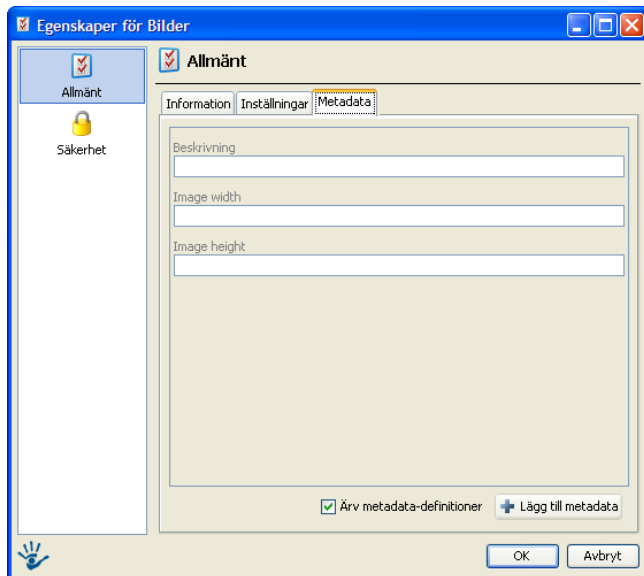 Egenskaper för Bilder
Allmänt
Säkerhet
Allmänt
Information Inställningar Metadata
Beskrivning
Image width
Image height
Ärv metadata-definitioner Lägg till metadata
OK Avbryt